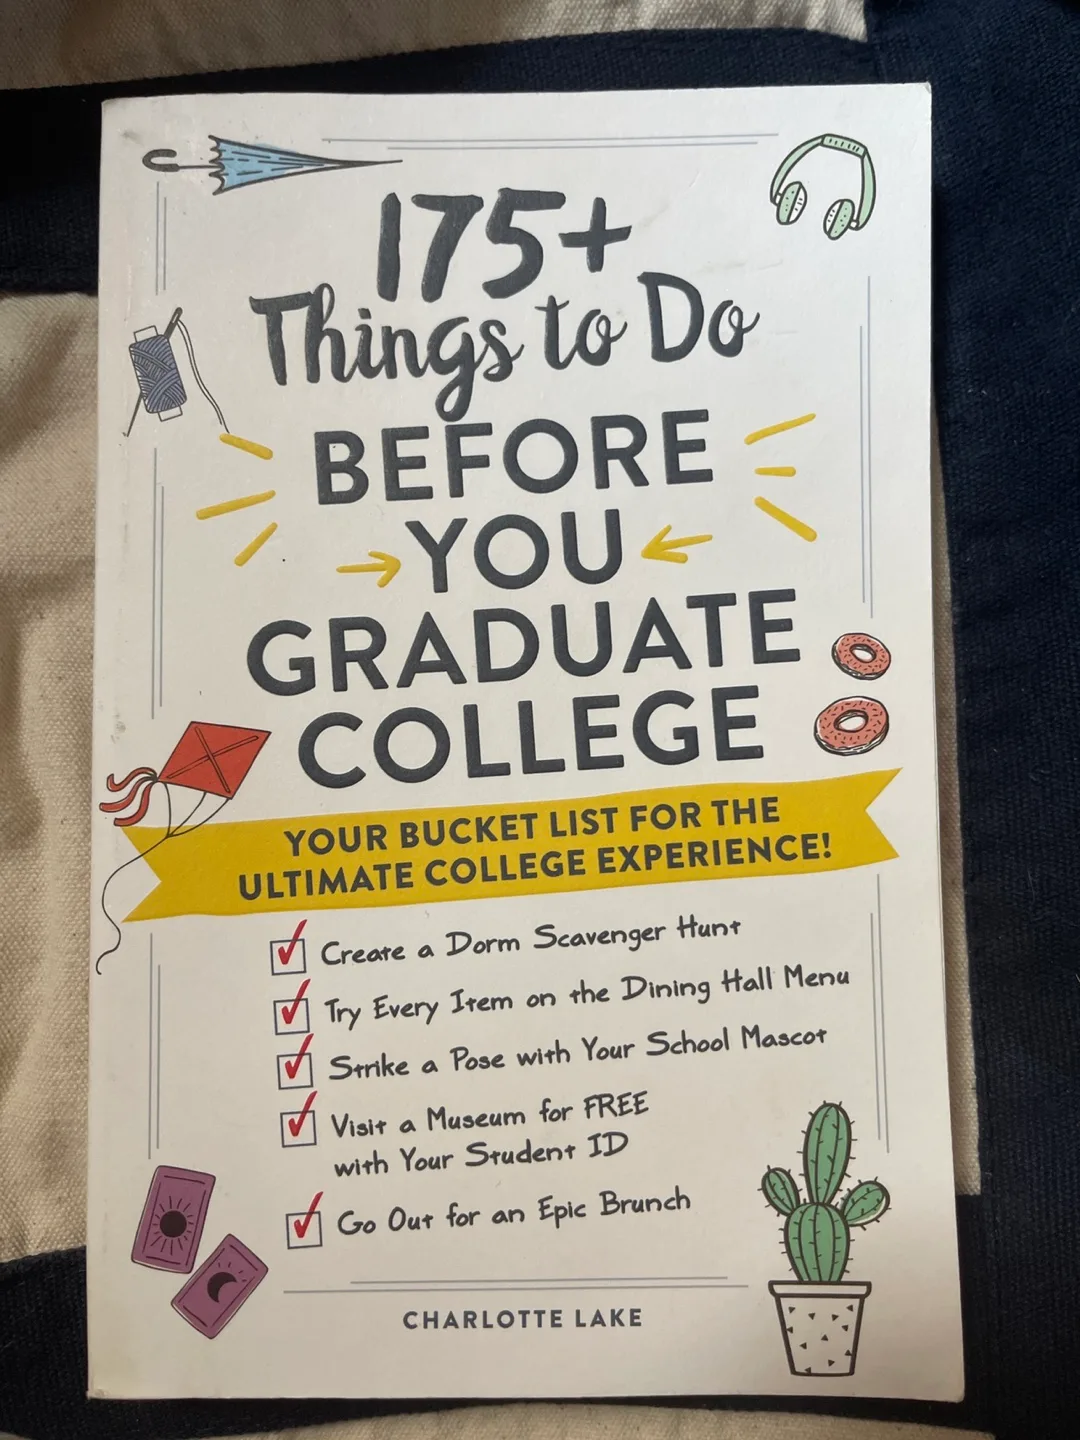 175+
Things to Do
BEFORE
YOU
GRADUATE
COLLEGE
YOUR BUCKET LIST FOR THE
ULTIMATE COLLEGE EXPERIENCE!
Create a Dorm Scavenger Hunt
Try Every Item on the Dining Hall Menu
Strike a Pose with Your School Mascot
Visit a Museum for FREE
with Your Student ID
Go Out for an Epic Brunch
CHARLOTTE LAKE